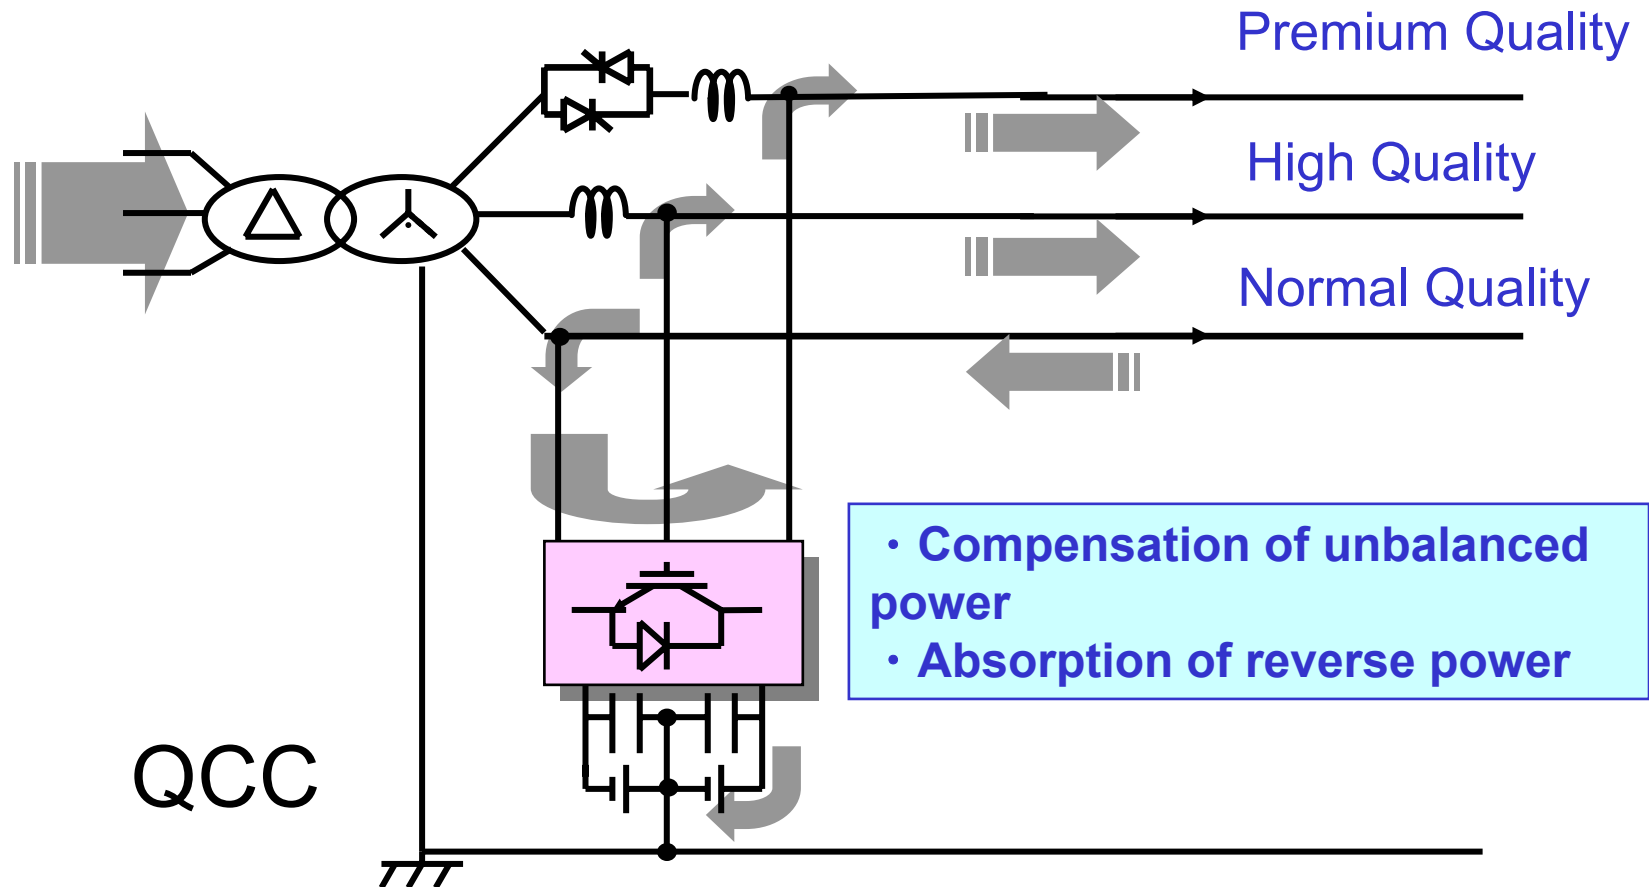 Premium Quality
High Quality
Normal Quality
・Compensation of unbalanced
power
・Absorption of reverse power
QCC